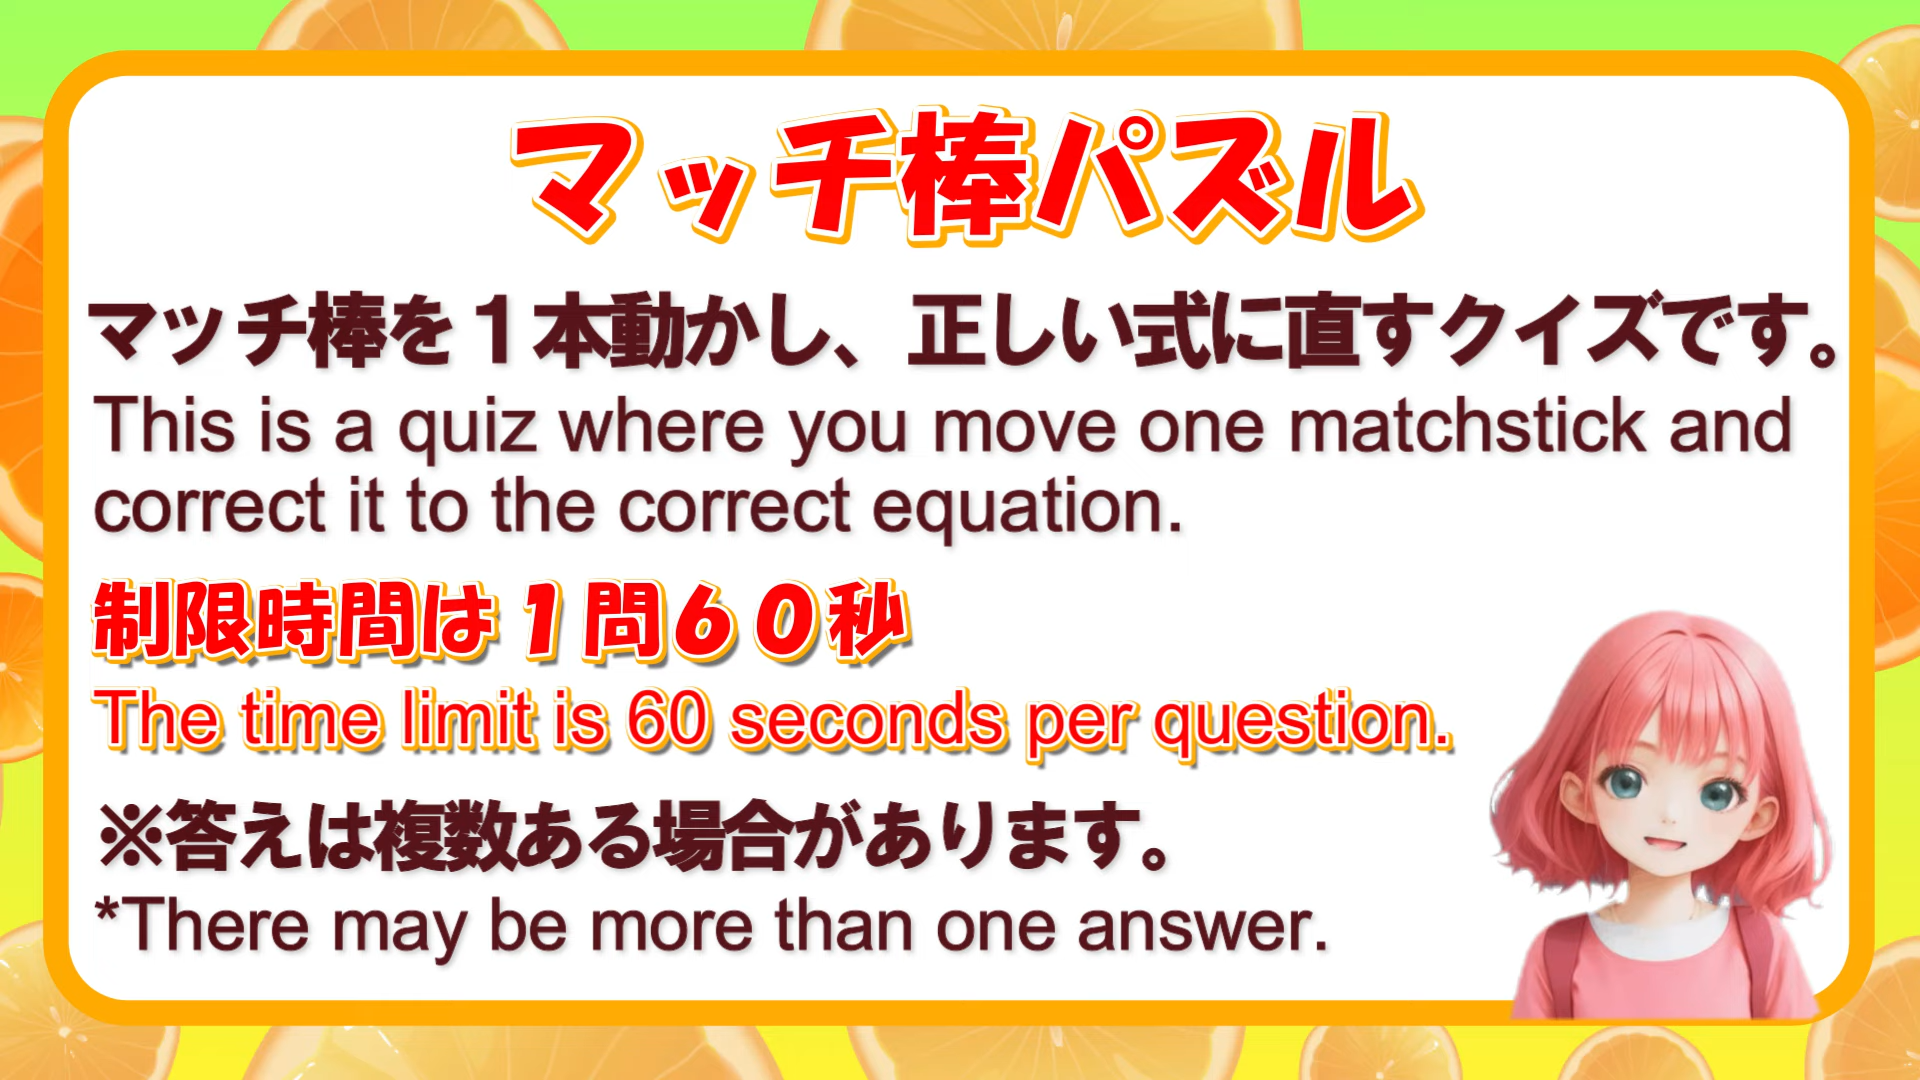 マッチ棒パズル
マッチ棒を１本動かし、正しい式に直すクイズです。
This is a quiz where you move one matchstick and
correct it to the correct equation.
制限時間は１問６０秒
The time limit is 60 seconds per question.
※答えは複数ある場合があります。
*There may be more than one answer.